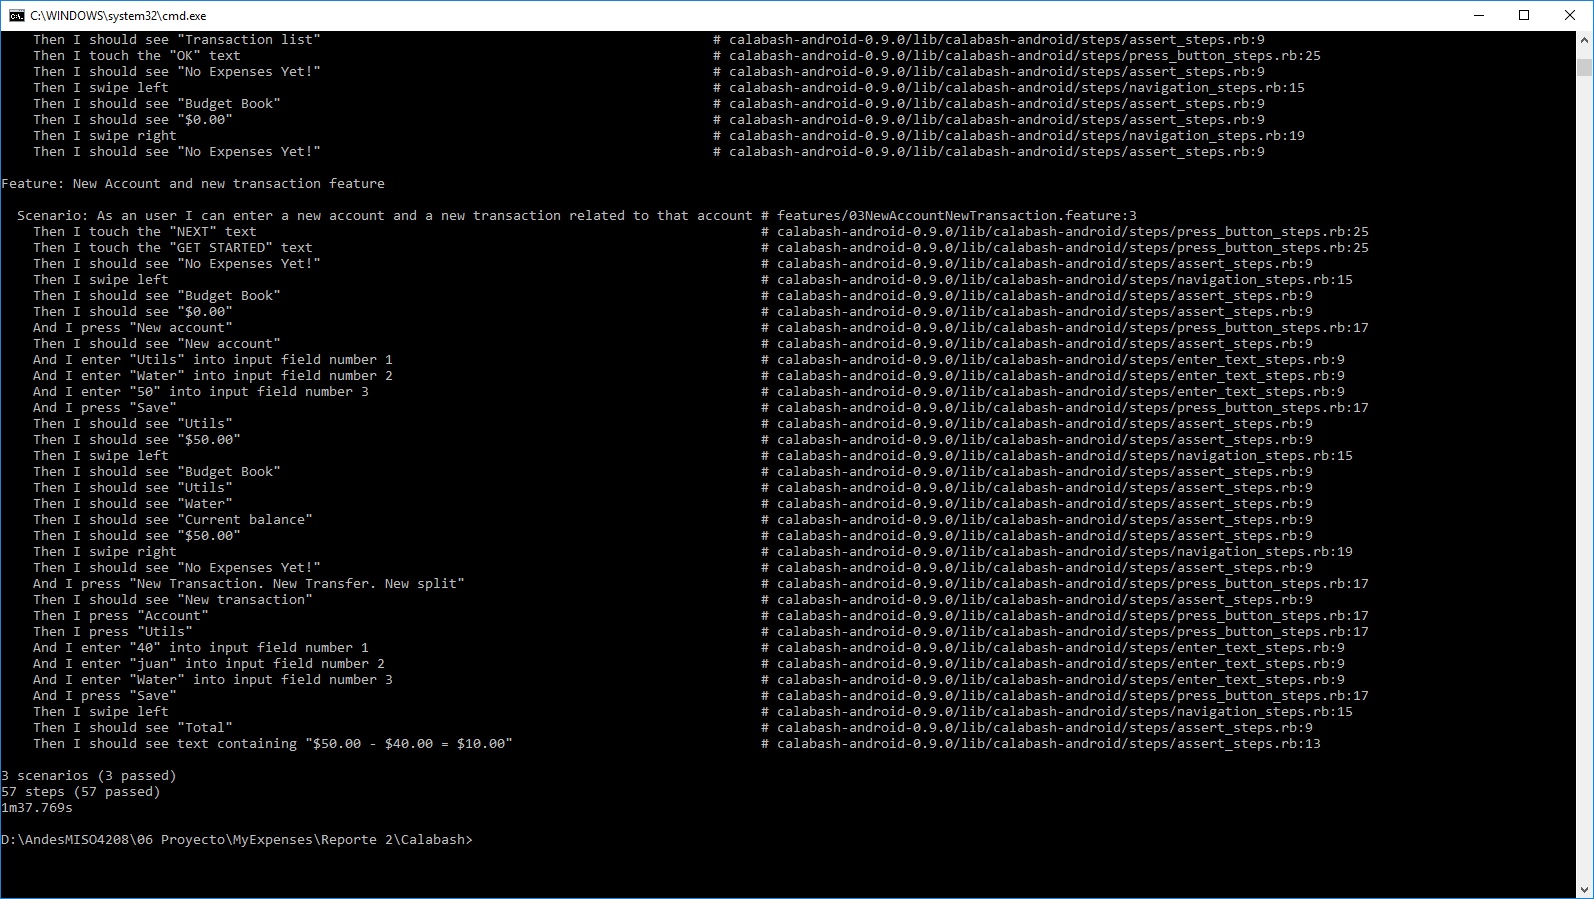 C:\WINDOWS\system32\cmd.exe
Then I should see "Transaction list" # calabash-android-0.9.0/lib/calabash-android/steps/assert_steps.rb:9
Then I touch the "OK" text # calabash-android-0.9.0/lib/calabash-android/steps/press_button_steps.rb:25
Then I should see "No Expenses Yet!" # calabash-android-0.9.0/lib/calabash-android/steps/assert_steps.rb:9
Then I swipe left # calabash-android-0.9.0/lib/calabash-android/steps/navigation_steps.rb:15
Then I should see "Budget Book" # calabash-android-0.9.0/lib/calabash-android/steps/assert_steps.rb:9
Then I should see "$0.00" # calabash-android-0.9.0/lib/calabash-android/steps/assert_steps.rb:9
Then I swipe right # calabash-android-0.9.0/lib/calabash-android/steps/navigation_steps.rb:19
Then I should see "No Expenses Yet!" # calabash-android-0.9.0/lib/calabash-android/steps/assert_steps.rb:9
Feature: New Account and new transaction feature
Scenario: As an user I can enter a new account and a new transaction related to that account # features/03NewAccountNewTransaction.feature:3
Then I touch the "NEXT" text # calabash-android-0.9.0/lib/calabash-android/steps/press_button_steps.rb:25
Then I touch the "GET STARTED" text # calabash-android-0.9.0/lib/calabash-android/steps/press_button_steps.rb:25
Then I should see "No Expenses Yet!" # calabash-android-0.9.0/lib/calabash-android/steps/assert_steps.rb:9
Then I swipe left # calabash-android-0.9.0/lib/calabash-android/steps/navigation_steps.rb:15
Then I should see "Budget Book" # calabash-android-0.9.0/lib/calabash-android/steps/assert_steps.rb:9
Then I should see "$0.00" # calabash-android-0.9.0/lib/calabash-android/steps/assert_steps.rb:9
And I press "New account" # calabash-android-0.9.0/lib/calabash-android/steps/press_button_steps.rb:17
Then I should see "New account" # calabash-android-0.9.0/lib/calabash-android/steps/assert_steps.rb:9
And I enter "Utils" into input field number 1 # calabash-android-0.9.0/lib/calabash-android/steps/enter_text_steps.rb:9
And I enter "Water" into input field number 2 # calabash-android-0.9.0/lib/calabash-android/steps/enter_text_steps.rb:9
And I enter "50" into input field number 3 # calabash-android-0.9.0/lib/calabash-android/steps/enter_text_steps.rb:9
And I press "Save" # calabash-android-0.9.0/lib/calabash-android/steps/press_button_steps.rb:17
Then I should see "Utils" # calabash-android-0.9.0/lib/calabash-android/steps/assert_steps.rb:9
Then I should see "$50.00" # calabash-android-0.9.0/lib/calabash-android/steps/assert_steps.rb:9
Then I swipe left # calabash-android-0.9.0/lib/calabash-android/steps/navigation_steps.rb:15
Then I should see "Budget Book" # calabash-android-0.9.0/lib/calabash-android/steps/assert_steps.rb:9
Then I should see "Utils" # calabash-android-0.9.0/lib/calabash-android/steps/assert_steps.rb:9
Then I should see "Water" # calabash-android-0.9.0/lib/calabash-android/steps/assert_steps.rb:9
Then I should see "Current balance" # calabash-android-0.9.0/lib/calabash-android/steps/assert_steps.rb:9
Then I should see "$50.00" # calabash-android-0.9.0/lib/calabash-android/steps/assert_steps.rb:9
Then I swipe right # calabash-android-0.9.0/lib/calabash-android/steps/navigation_steps.rb:19
Then I should see "No Expenses Yet!" # calabash-android-0.9.0/lib/calabash-android/steps/assert_steps.rb:9
And I press "New Transaction. New Transfer. New split" # calabash-android-0.9.0/lib/calabash-android/steps/press_button_steps.rb:17
Then I should see "New transaction" # calabash-android-0.9.0/lib/calabash-android/steps/assert_steps.rb:9
Then I press "Account" # calabash-android-0.9.0/lib/calabash-android/steps/press_button_steps.rb:17
Then I press "Utils" # calabash-android-0.9.0/lib/calabash-android/steps/press_button_steps.rb:17
And I enter "40" into input field number 1 # calabash-android-0.9.0/lib/calabash-android/steps/enter_text_steps.rb:9
And I enter "juan" into input field number 2 # calabash-android-0.9.0/lib/calabash-android/steps/enter_text_steps.rb:9
And I enter "Water" into input field number 3 # calabash-android-0.9.0/lib/calabash-android/steps/enter_text_steps.rb:9
And I press "Save" # calabash-android-0.9.0/lib/calabash-android/steps/press_button_steps.rb:17
Then I swipe left # calabash-android-0.9.0/lib/calabash-android/steps/navigation_steps.rb:15
Then I should see "Total" # calabash-android-0.9.0/lib/calabash-android/steps/assert_steps.rb:9
Then I should see text containing "$50.00 - $40.00 = $10.00" # calabash-android-0.9.0/lib/calabash-android/steps/assert_steps.rb:13
3 scenarios (3 passed)
57 steps (57 passed)
1m37.769s
D:\AndesMISO4208\06 Proyecto\MyExpenses\Reporte 2\Calabash>